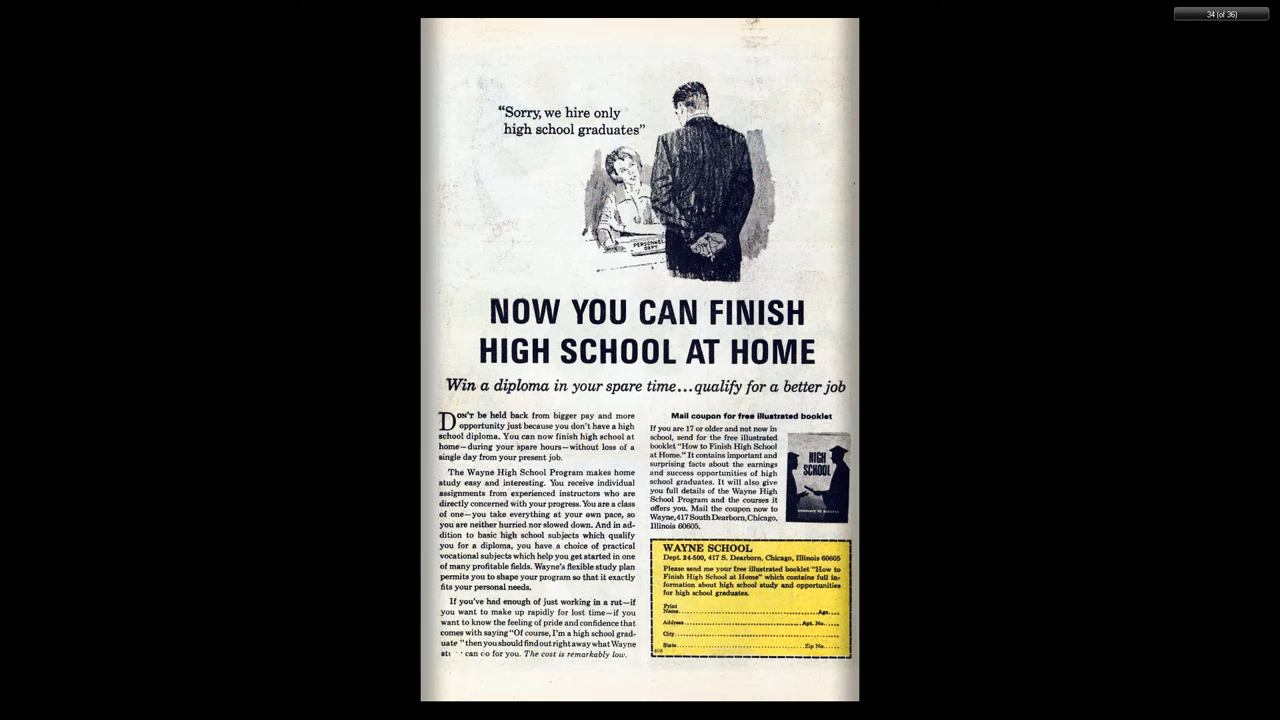 34 (of 36)
"Sorry, we hire only
high school graduates"
PERSONNEL
DEPT
NOW YOU CAN FINISH
HIGH SCHOOL AT HOME
Win a diploma in your spare time...qualify for a better job
DON'T be held back from bigger pay and more
opportunity just because you don't have a high
school diploma. You can now finish high school at
home—during your spare hours—without loss of a
single day from your present job.
The Wayne High School Program makes home
study easy and interesting. You receive individual
assignments from experienced instructors who are
directly concerned with your progress. You are a class
of one—you take everything at your own pace, so
you are neither hurried nor slowed down. And in ad-
dition to basic high school subjects which qualify
you for a diploma, you have a choice of practical
vocational subjects which help you get started in one
of many profitable fields. Wayne's flexible study plan
permits you to shape your program so that it exactly
fits your personal needs.
If you've had enough of just working in a rut—if
you want to make up rapidly for lost time—if you
want to know the feeling of pride and confidence that
comes with saying "Of course, I'm a high school grad-
uate" then you should find out right away what Wayne
can do for you. The cost is remarkably low.
Mail coupon for free illustrated booklet
If you are 17 or older and not now in
school, send for the free illustrated
booklet "How to Finish High School
at Home." It contains important and
surprising facts about the earnings
and success opportunities of high
school graduates. It will also give
you full details of the Wayne High
School Program and the courses it
offers you. Mail the coupon now to
Wayne, 417 South Dearborn, Chicago,
Illinois 60605.
HIGH
SCHOOL
WAYNE SCHOOL
Dept. 24-500, 417 S. Dearborn, Chicago, Illinois 60605
Please send me your free illustrated booklet "How to
Finish High School at Home" which contains full in-
formation about high school study and opportunities
for high school graduates.
Print
Name Age
Address Apt. No.
City
State Zip No.